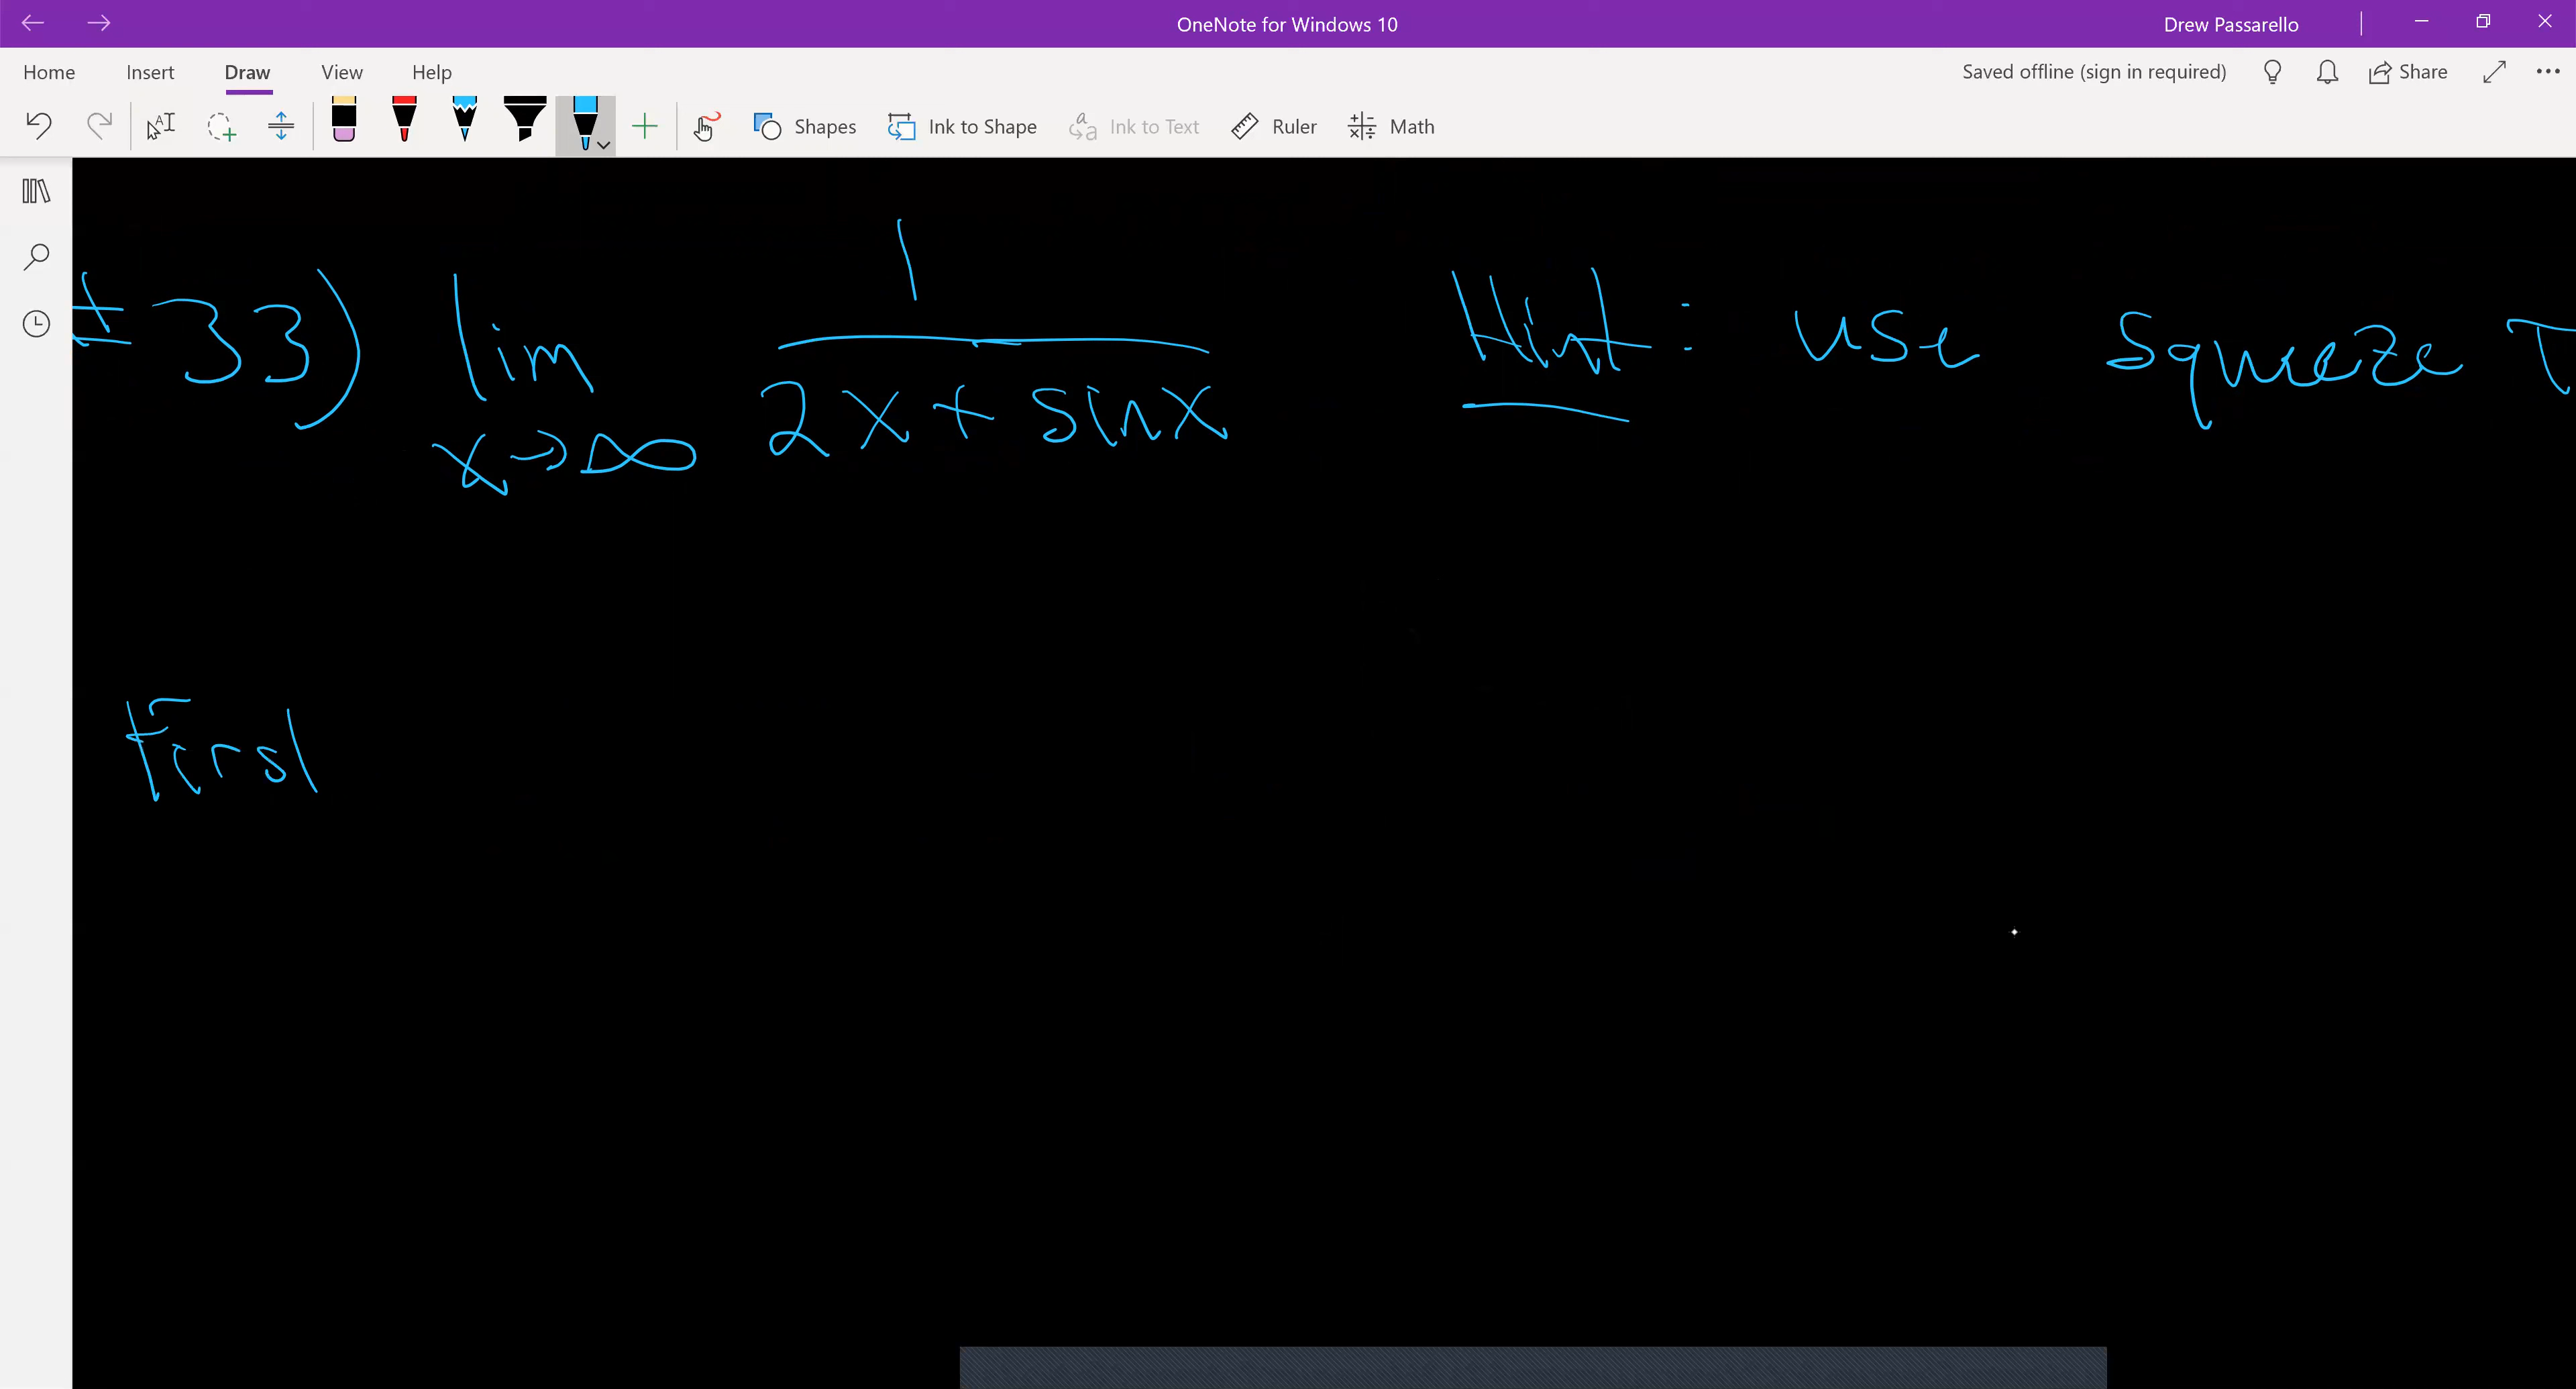 OneNote for Windows 10 Drew Passarello
Home Insert Draw View Help Saved offline (sign in required) Share
Shapes Ink to Shape Ink to Text Ruler Math
# 33) lim x→∞ 1/(2x + sinx) Hint: use Squeeze T
First